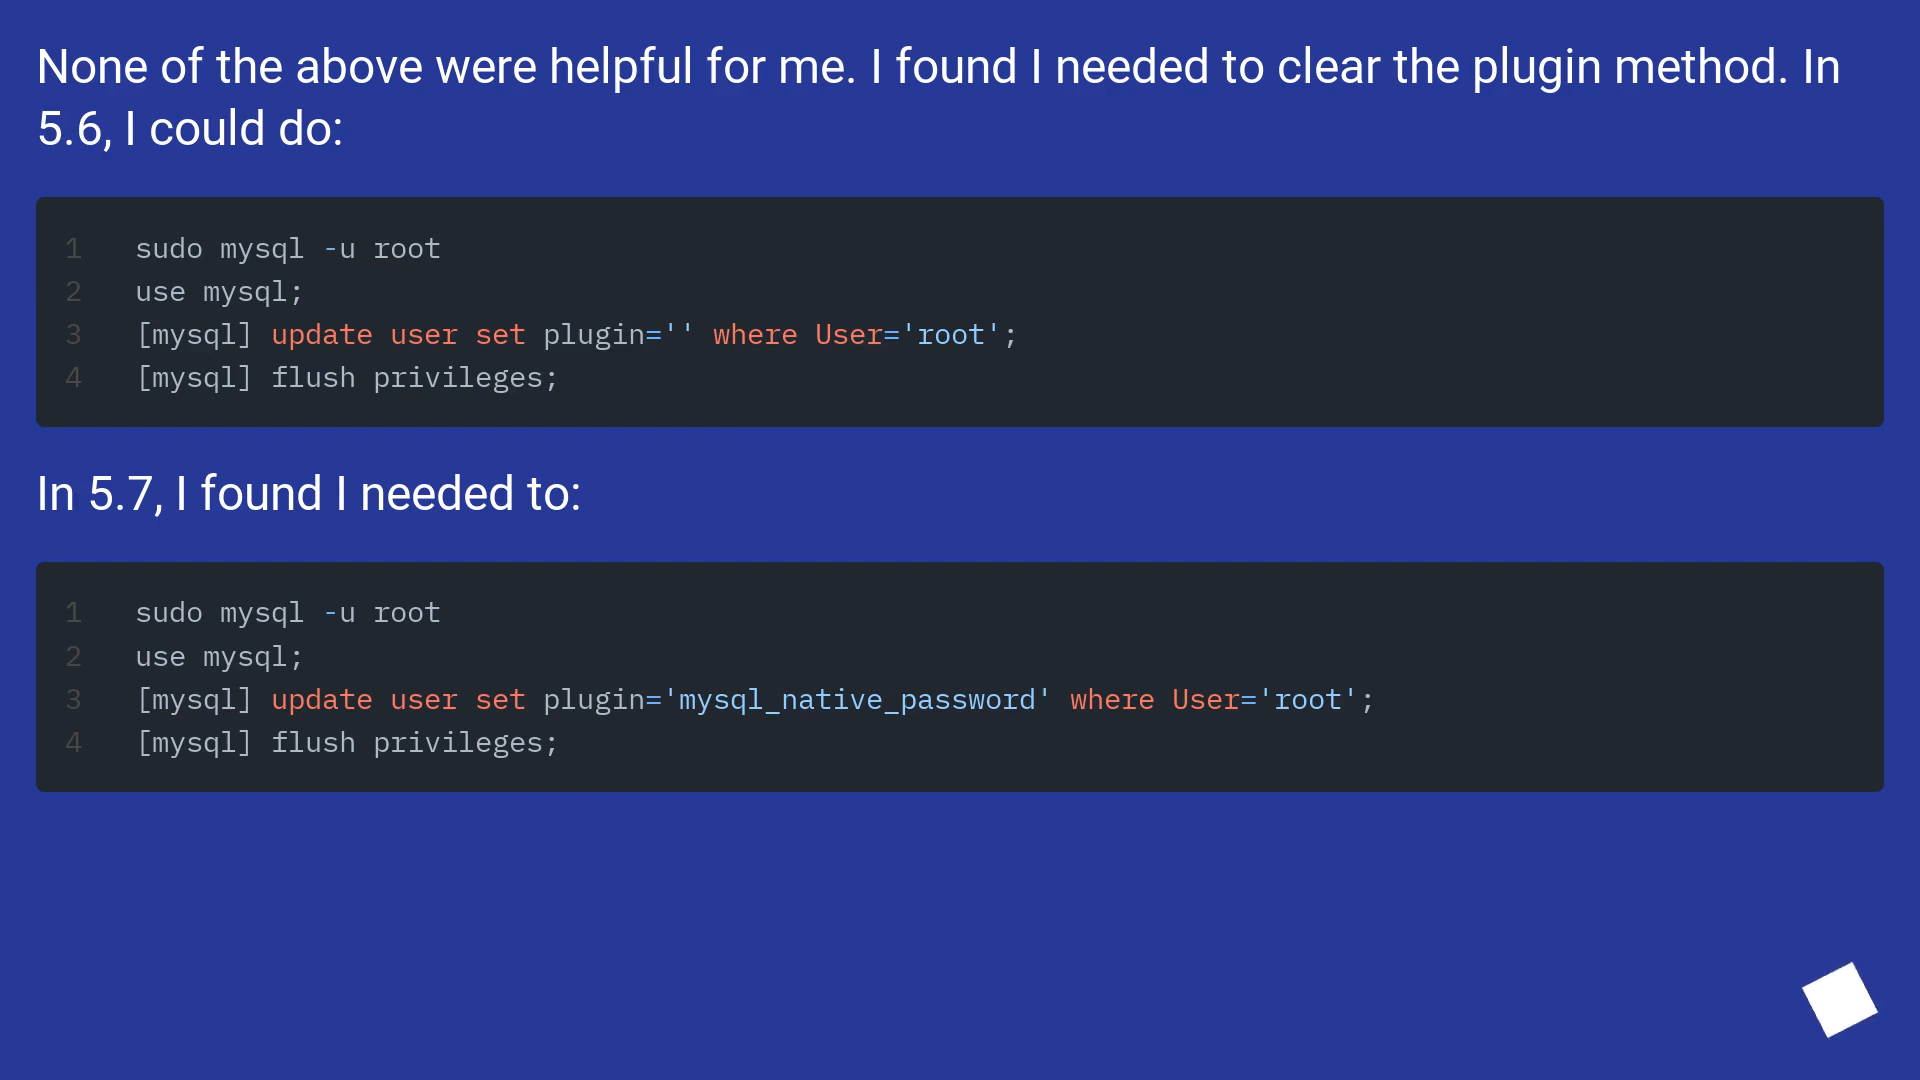 None of the above were helpful for me. I found I needed to clear the plugin method. In
5.6, I could do:
1 sudo mysql -u root
2 use mysql;
3 [mysql] update user set plugin='' where User='root';
4 [mysql] flush privileges;
In 5.7, I found I needed to:
1 sudo mysql -u root
2 use mysql;
3 [mysql] update user set plugin='mysql_native_password' where User='root';
4 [mysql] flush privileges;